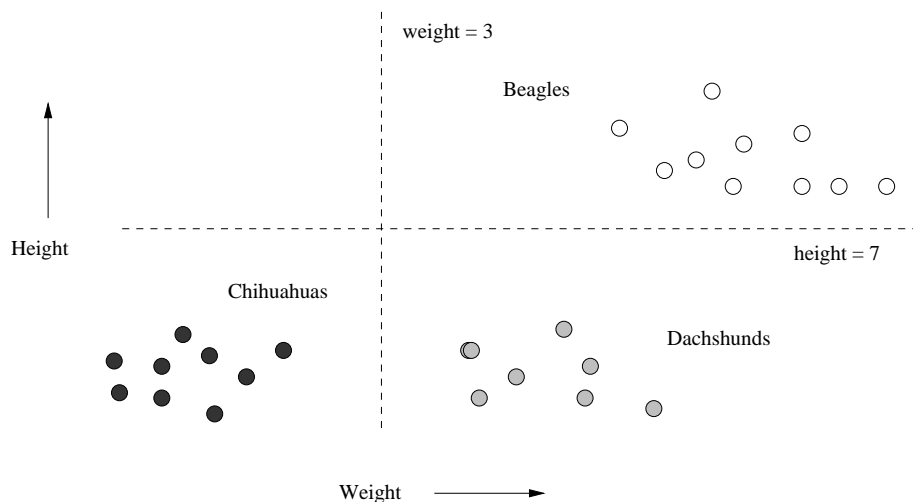 weight = 3
Beagles
Height
height = 7
Chihuahuas
Dachshunds
Weight